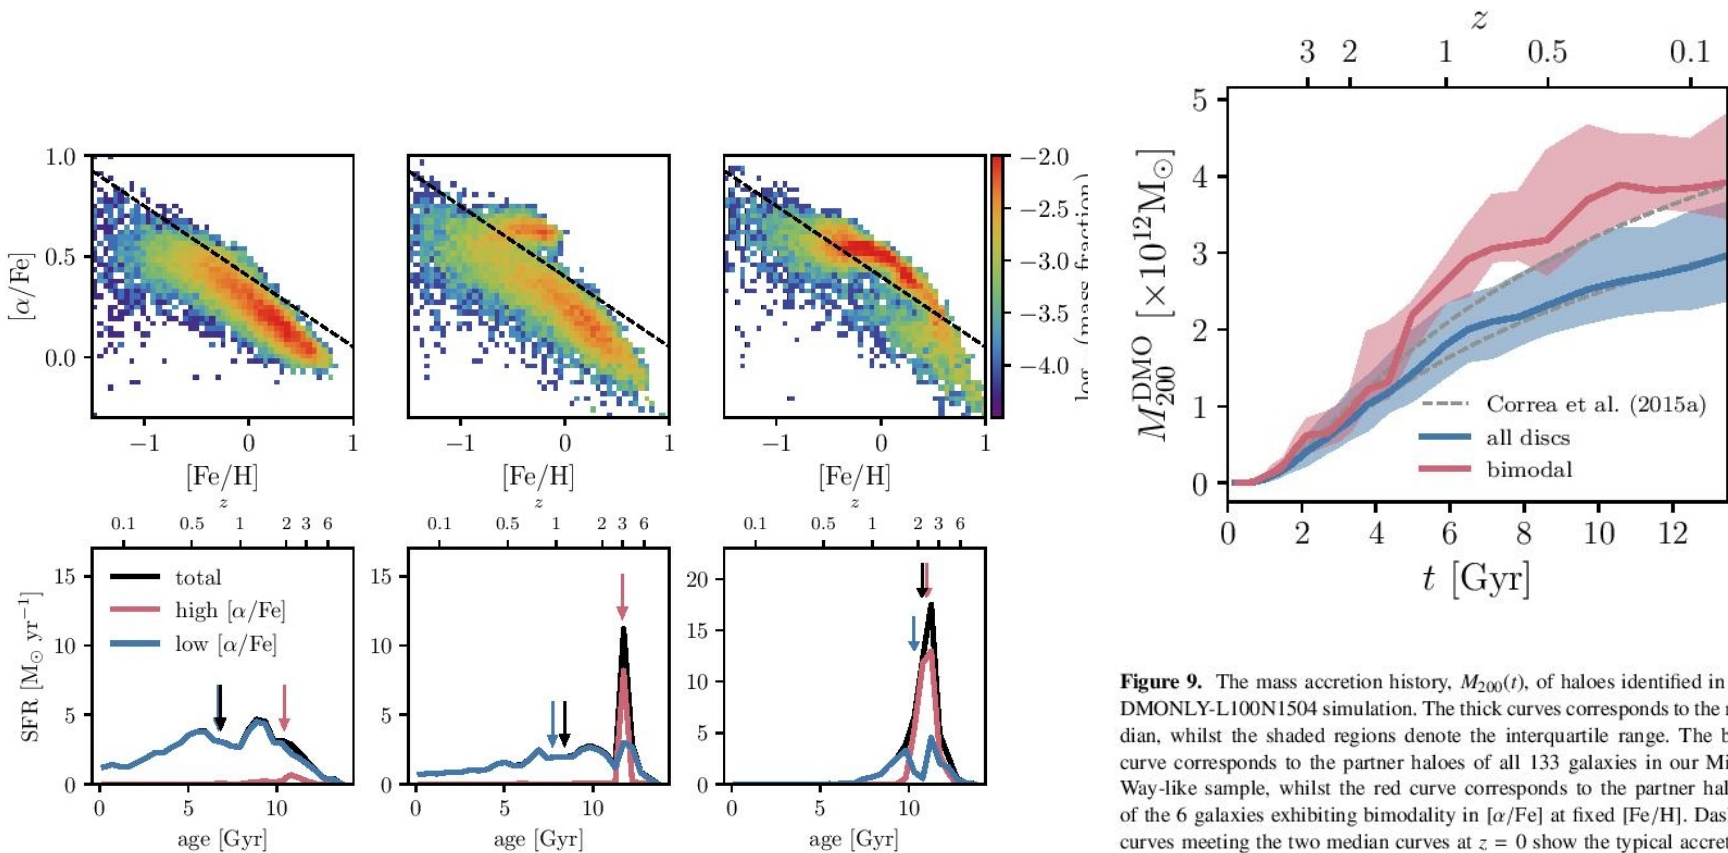 1.0
0.5
0.0
[α/Fe]
−1 0 1
−1 0 1
−1 0 1
[Fe/H]
[Fe/H]
[Fe/H]
−2.0
−2.5
−3.0
−3.5
−4.0
(mass fraction)
z
z
z
0.1 0.5 1 2 3 6
0.1 0.5 1 2 3 6
0.1 0.5 1 2 3 6
15
10
5
0
SFR [M⊙ yr−1]
total
high [α/Fe]
low [α/Fe]
15
10
5
0
20
15
10
5
0
0 5 10
0 5 10
0 5 10
age [Gyr]
age [Gyr]
age [Gyr]
z
3 2 1 0.5 0.1
5
4
3
2
1
0
M200DMO [×1012M⊙]
Correa et al. (2015a)
all discs
bimodal
0 2 4 6 8 10 12
t [Gyr]
Figure 9. The mass accretion history, M200(t), of haloes identified in
DMONLY-L100N1504 simulation. The thick curves corresponds to the
dian, whilst the shaded regions denote the interquartile range. The
curve corresponds to the partner haloes of all 133 galaxies in our
Way-like sample, whilst the red curve corresponds to the partner
of the 6 galaxies exhibiting bimodality in [α/Fe] at fixed [Fe/H].
curves meeting the two median curves at z = 0 show the typical